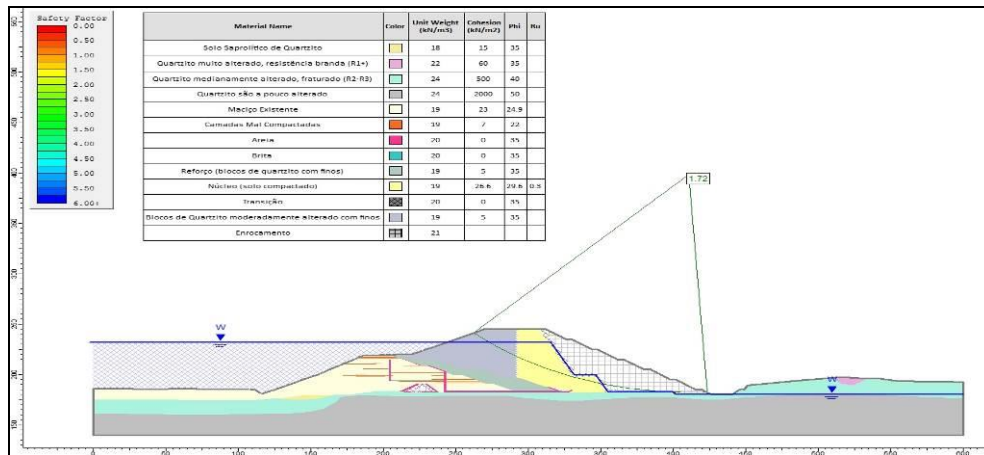 Safety Factor
0.00
0.50
1.00
1.50
2.00
2.50
3.00
3.50
4.00
4.50
5.00
5.50
6.00+
Material Name Color Unit Weight (kN/m3) Cohesion (kN/m2) Phi Ru
Solo Saprolítico de Quartzito 18 15 35
Quartzito muito alterado, resistência branda (R1+) 22 60 35
Quartzito medianamente alterado, fraturado (R2-R3) 24 500 40
Quartzito são a pouco alterado 24 2000 50
Maciço Existente 19 23 24.9
Camadas Mal Compactadas 19 7 22
Areia 20 0 35
Brita 20 0 35
Reforço (blocos de quartzito com finos) 19 5 35
Núcleo (solo compactado) 19 26.6 29.6
Transição 20 0 35
Blocos de Quartzito moderadamente alterado com finos 19 5 35
Enrocamento 21
1.72
W
W
0 50 100 150 200 250 300 350 400 450 500 550 600